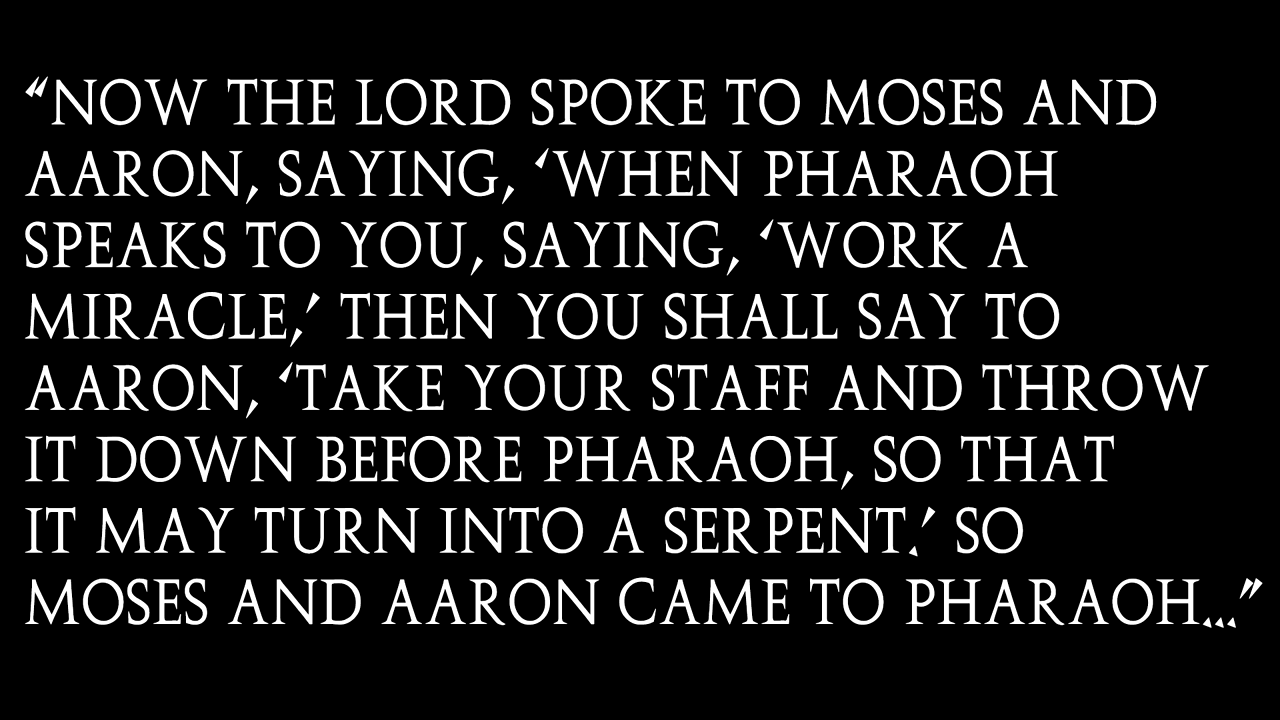 “NOW THE LORD SPOKE TO MOSES AND
AARON, SAYING, ‘WHEN PHARAOH
SPEAKS TO YOU, SAYING, ‘WORK A
MIRACLE,’ THEN YOU SHALL SAY TO
AARON, ‘TAKE YOUR STAFF AND THROW
IT DOWN BEFORE PHARAOH, SO THAT
IT MAY TURN INTO A SERPENT.’ SO
MOSES AND AARON CAME TO PHARAOH...”